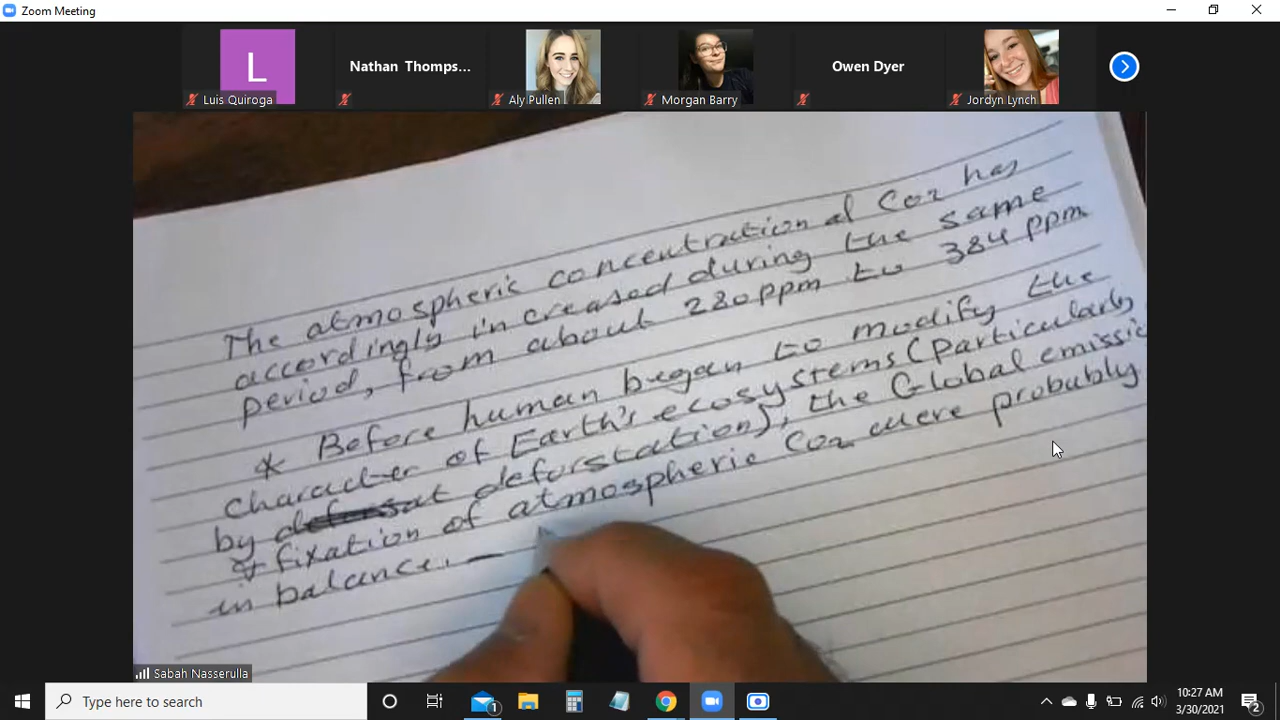 Zoom Meeting
L
Luis Quiroga
Nathan Thomps...
Aly Pullen
Morgan Barry
Owen Dyer
Jordyn Lynch
The atmospheric concentration of CO2 has
accordingly increased during the same
period, from about 280ppm to 384 ppm
* Before human began to modify the
character of Earth's ecosystems (particularly
by deforstation), the Global emissio
& fixation of atmospheric CO2 were probably
in balance. -
Sabah Nasserulla
Type here to search
1
10:27 AM
3/30/2021
2